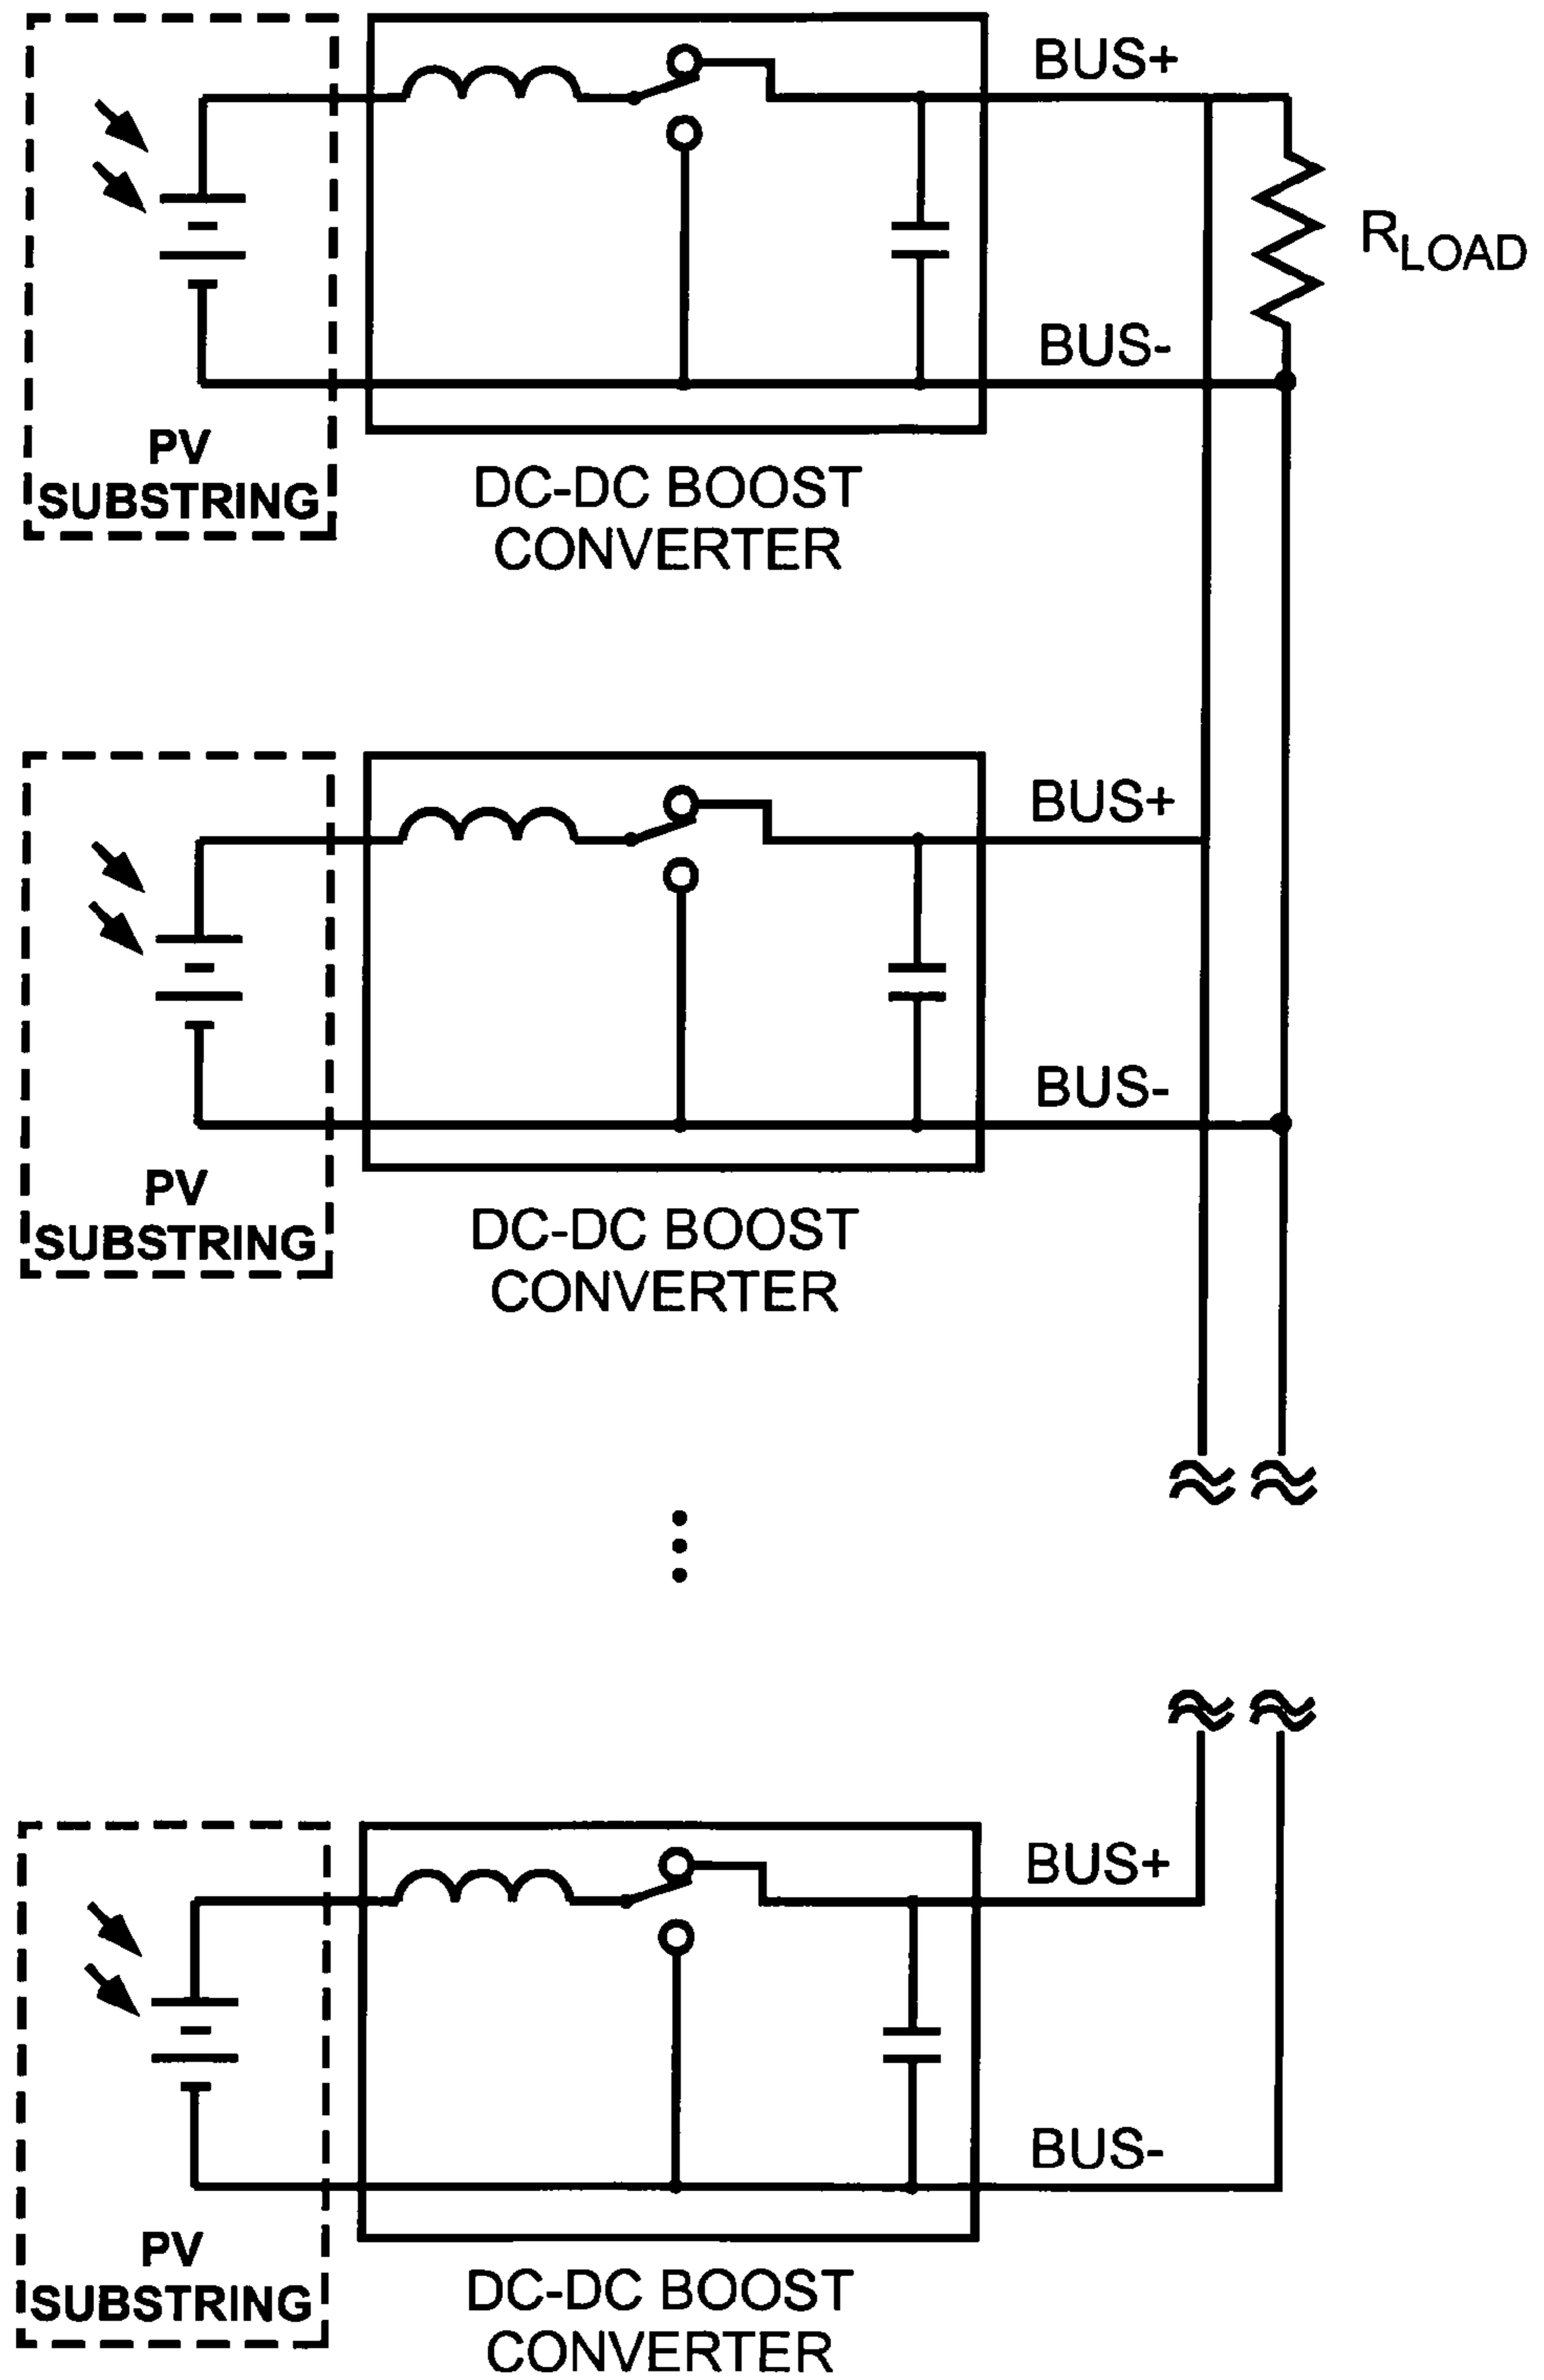 BUS+
R_LOAD
BUS-
PV
SUBSTRING
DC-DC BOOST
CONVERTER
BUS+
BUS-
PV
SUBSTRING
DC-DC BOOST
CONVERTER
BUS+
BUS-
PV
SUBSTRING
DC-DC BOOST
CONVERTER